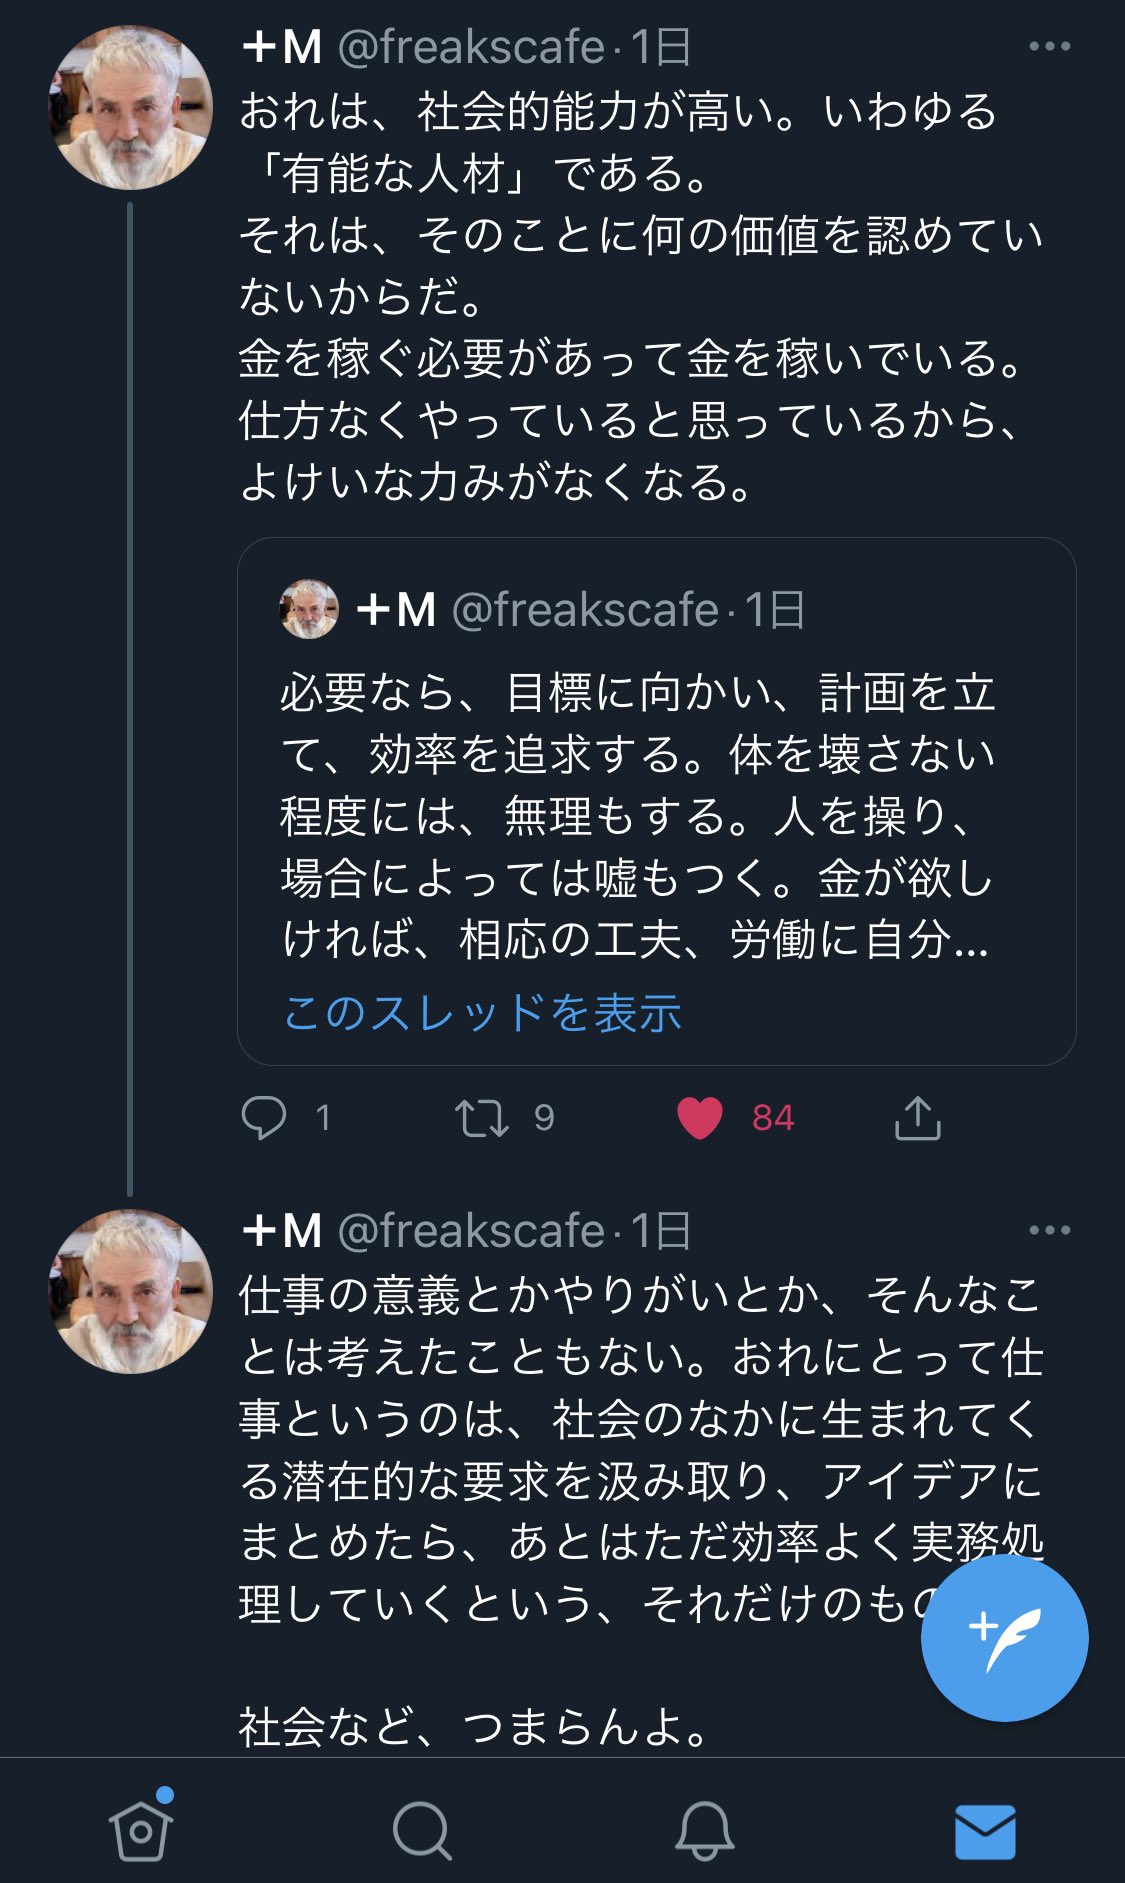 +M @freakscafe · 1日
おれは、社会的能力が高い。いわゆる
「有能な人材」である。
それは、そのことに何の価値を認めてい
ないからだ。
金を稼ぐ必要があって金を稼いでいる。
仕方なくやっていると思っているから、
よけいな力みがなくなる。
+M @freakscafe · 1日
必要なら、目標に向かい、計画を立
て、効率を追求する。体を壊さない
程度には、無理もする。人を操り、
場合によっては嘘もつく。金が欲し
ければ、相応の工夫、労働に自分...
このスレッドを表示
1 9 84
+M @freakscafe · 1日
仕事の意義とかやりがいとか、そんなこ
とは考えたこともない。おれにとって仕
事というのは、社会のなかに生まれてく
る潜在的な要求を汲み取り、アイデアに
まとめたら、あとはただ効率よく実務処
理していくという、それだけのもの
社会など、つまらんよ。